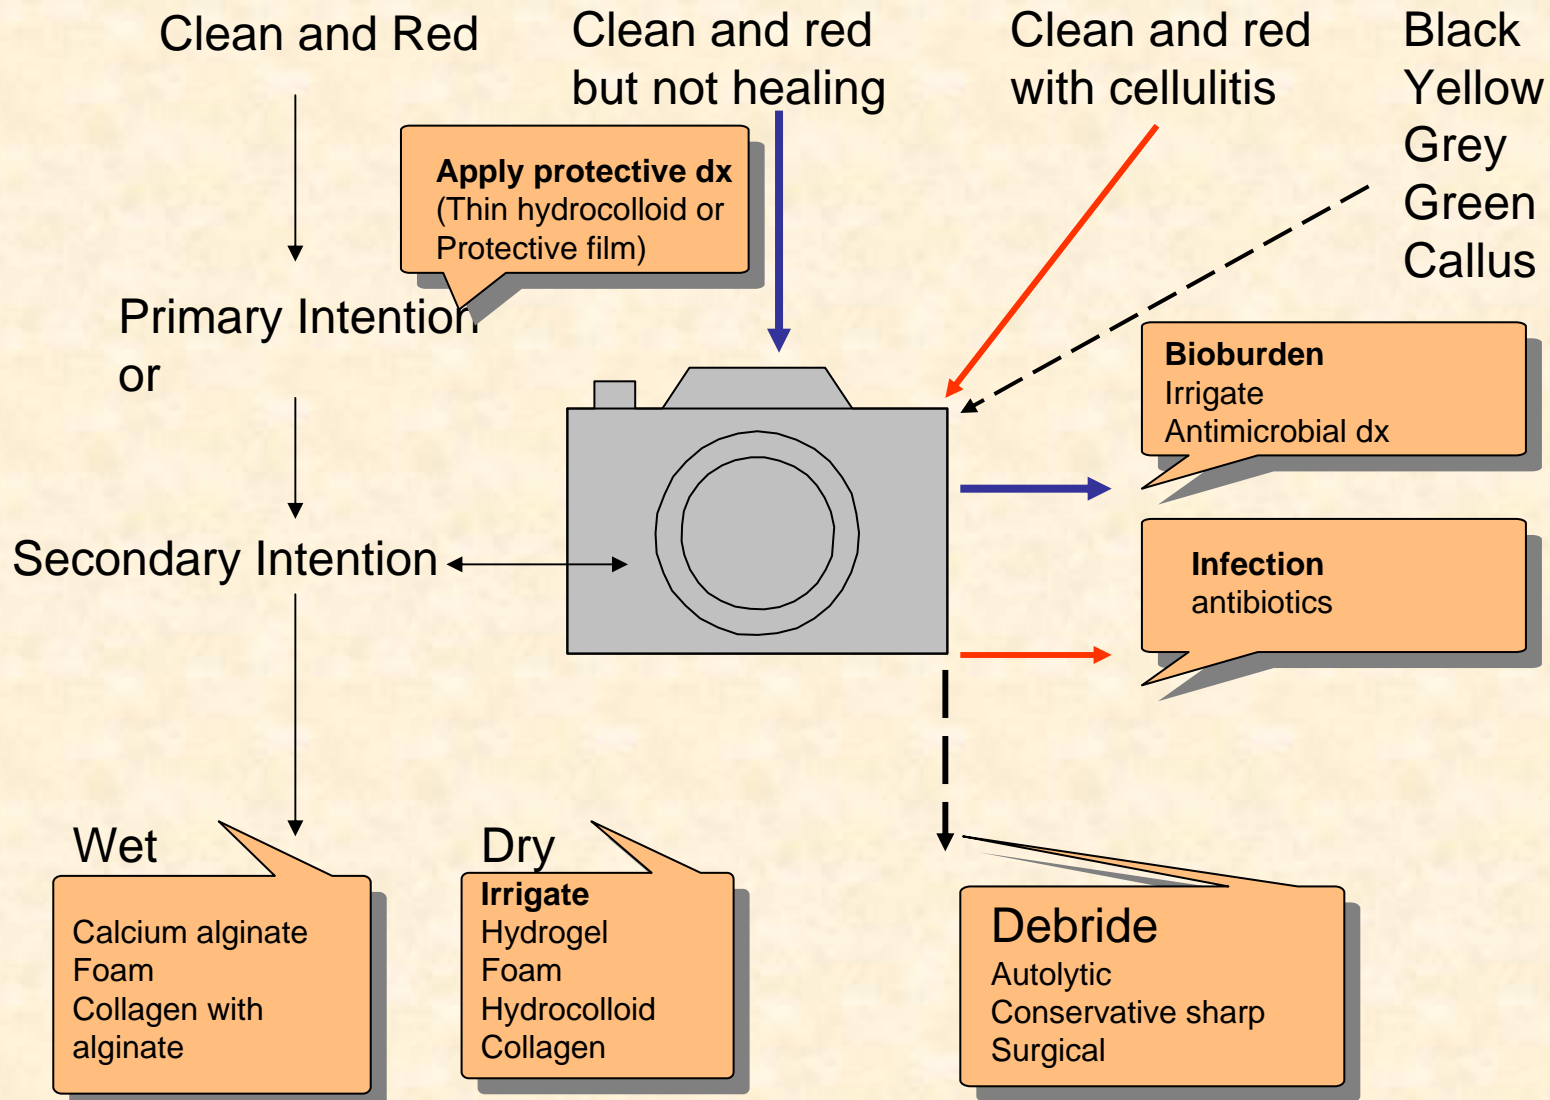 Clean and Red
Clean and red
but not healing
Clean and red
with cellulitis
Black
Yellow
Grey
Green
Callus
Apply protective dx
(Thin hydrocolloid or
Protective film)
Primary Intention
or
Bioburden
Irrigate
Antimicrobial dx
Secondary Intention
Infection
antibiotics
Wet
Calcium alginate
Foam
Collagen with
alginate
Dry
Irrigate
Hydrogel
Foam
Hydrocolloid
Collagen
Debride
Autolytic
Conservative sharp
Surgical